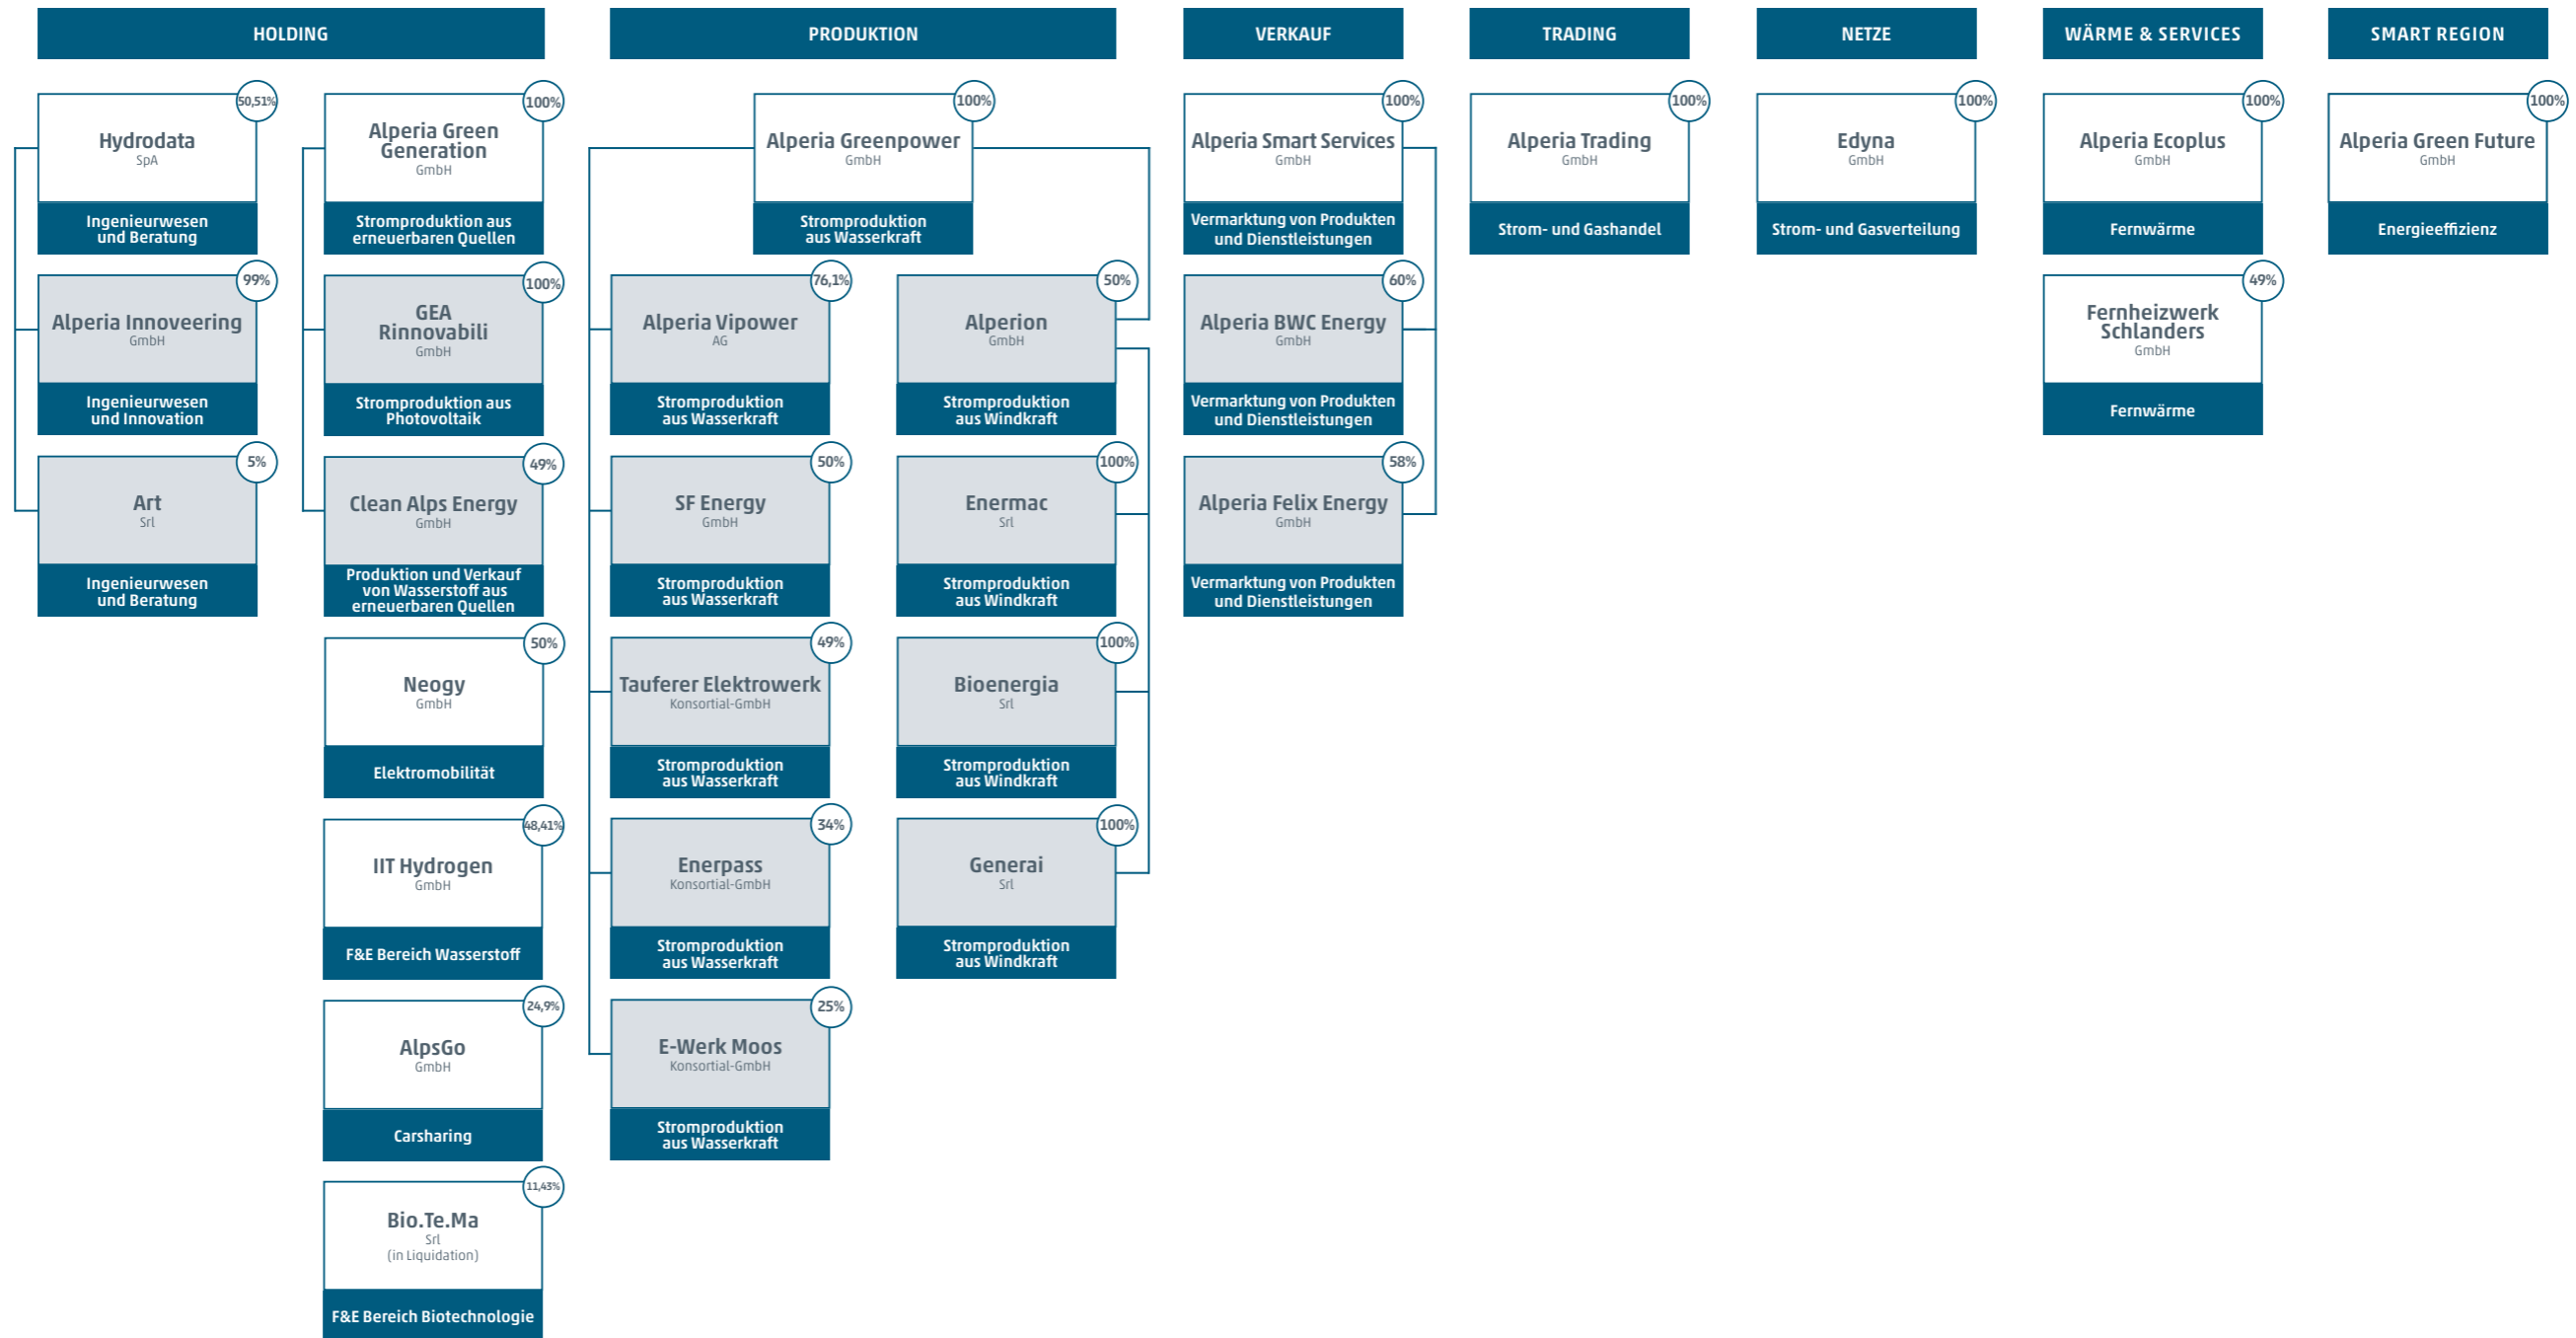 HOLDING
50,51%
Hydrodata
SpA
Ingenieurwesen
und Beratung
99%
Alperia Innoveering
GmbH
Ingenieurwesen
und Innovation
5%
Art
Srl
Ingenieurwesen
und Beratung
100%
Alperia Green
Generation
GmbH
Stromproduktion aus
erneuerbaren Quellen
100%
GEA
Rinnovabili
GmbH
Stromproduktion aus
Photovoltaik
49%
Clean Alps Energy
GmbH
Produktion und Verkauf
von Wasserstoff aus
erneuerbaren Quellen
50%
Neogy
GmbH
Elektromobilität
48,41%
IIT Hydrogen
GmbH
F&E Bereich Wasserstoff
24,9%
AlpsGo
GmbH
Carsharing
11,43%
Bio.Te.Ma
Srl
(in Liquidation)
F&E Bereich Biotechnologie
PRODUKTION
100%
Alperia Greenpower
GmbH
Stromproduktion
aus Wasserkraft
76,1%
Alperia Vipower
AG
Stromproduktion
aus Wasserkraft
50%
SF Energy
GmbH
Stromproduktion
aus Wasserkraft
49%
Tauferer Elektrowerk
Konsortial-GmbH
Stromproduktion
aus Wasserkraft
34%
Enerpass
Konsortial-GmbH
Stromproduktion
aus Wasserkraft
25%
E-Werk Moos
Konsortial-GmbH
Stromproduktion
aus Wasserkraft
50%
Alperion
GmbH
Stromproduktion
aus Windkraft
100%
Enermac
Srl
Stromproduktion
aus Windkraft
100%
Bioenergia
Srl
Stromproduktion
aus Windkraft
100%
Generai
Srl
Stromproduktion
aus Windkraft
VERKAUF
100%
Alperia Smart Services
GmbH
Vermarktung von Produkten
und Dienstleistungen
60%
Alperia BWC Energy
GmbH
Vermarktung von Produkten
und Dienstleistungen
58%
Alperia Felix Energy
GmbH
Vermarktung von Produkten
und Dienstleistungen
TRADING
100%
Alperia Trading
GmbH
Strom- und Gashandel
NETZE
100%
Edyna
GmbH
Strom- und Gasverteilung
WÄRME & SERVICES
100%
Alperia Ecoplus
GmbH
Fernwärme
49%
Fernheizwerk
Schlanders
GmbH
Fernwärme
SMART REGION
100%
Alperia Green Future
GmbH
Energieeffizienz